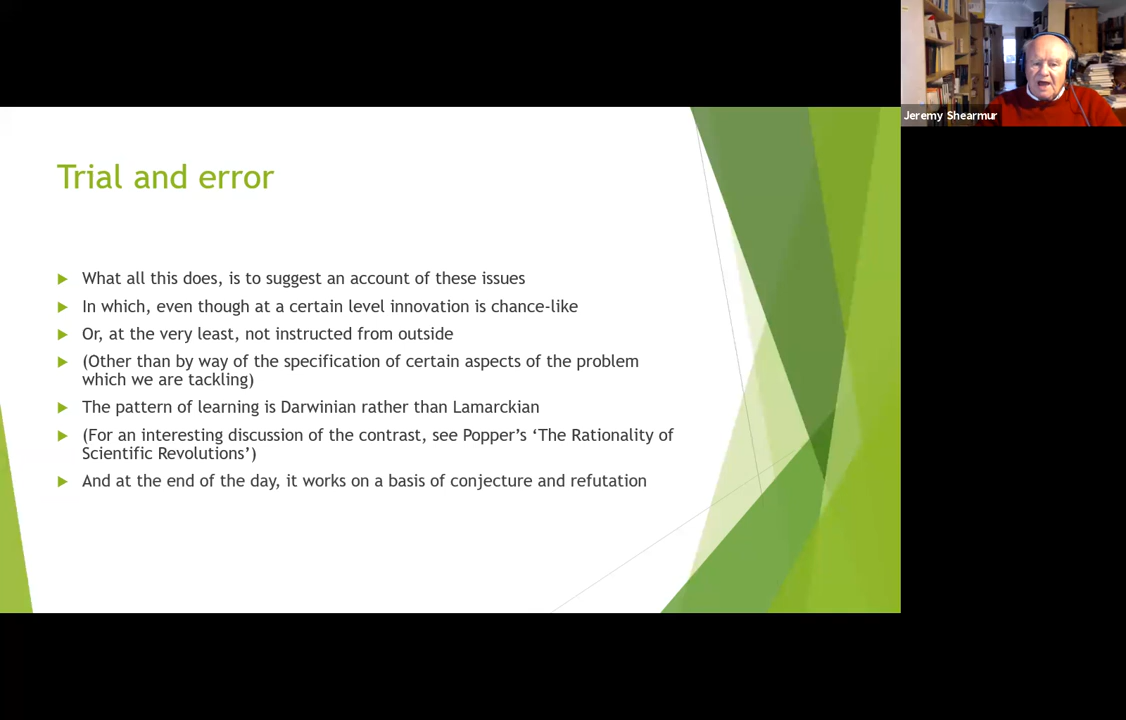 Jeremy Shearmur
Trial and error
What all this does, is to suggest an account of these issues
In which, even though at a certain level innovation is chance-like
Or, at the very least, not instructed from outside
(Other than by way of the specification of certain aspects of the problem
which we are tackling)
The pattern of learning is Darwinian rather than Lamarckian
(For an interesting discussion of the contrast, see Popper’s ‘The Rationality of
Scientific Revolutions’)
And at the end of the day, it works on a basis of conjecture and refutation